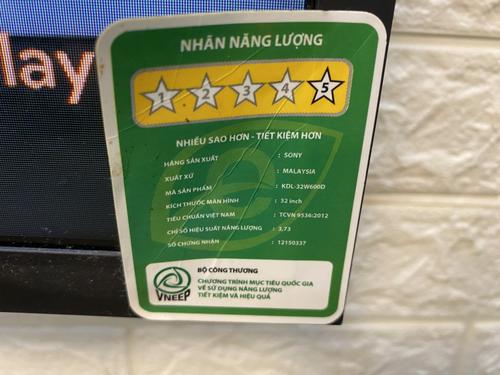 lay
NHÃN NĂNG LƯỢNG
1 2 3 4 5
NHIỀU SAO HƠN - TIẾT KIỆM HƠN
HÃNG SẢN XUẤT : SONY
XUẤT XỨ : MALAYSIA
MÃ SẢN PHẨM : KDL-32W600D
KÍCH THƯỚC MÀN HÌNH : 32 inch
TIÊU CHUẨN VIỆT NAM : TCVN 9536:2012
CHỈ SỐ HIỆU SUẤT NĂNG LƯỢNG : 3,73
SỐ CHỨNG NHẬN : 12150337
BỘ CÔNG THƯƠNG
CHƯƠNG TRÌNH MỤC TIÊU QUỐC GIA
VỀ SỬ DỤNG NĂNG LƯỢNG
TIẾT KIỆM VÀ HIỆU QUẢ
VNEEP